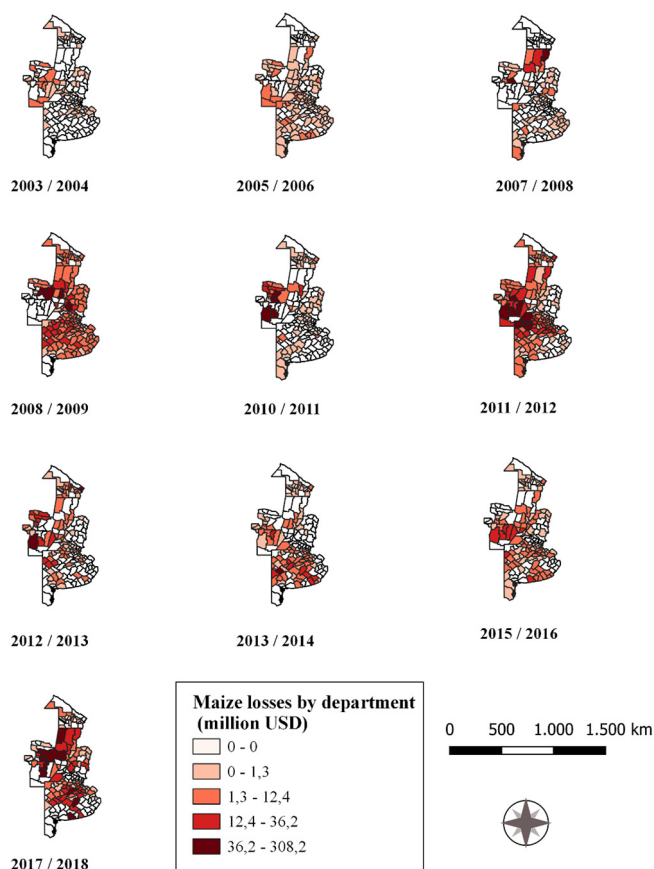 2003 / 2004
2005 / 2006
2007 / 2008
2008 / 2009
2010 / 2011
2011 / 2012
2012 / 2013
2013 / 2014
2015 / 2016
2017 / 2018
Maize losses by department
(million USD)
0 - 0
0 - 1,3
1,3 - 12,4
12,4 - 36,2
36,2 - 308,2
0 500 1.000 1.500 km